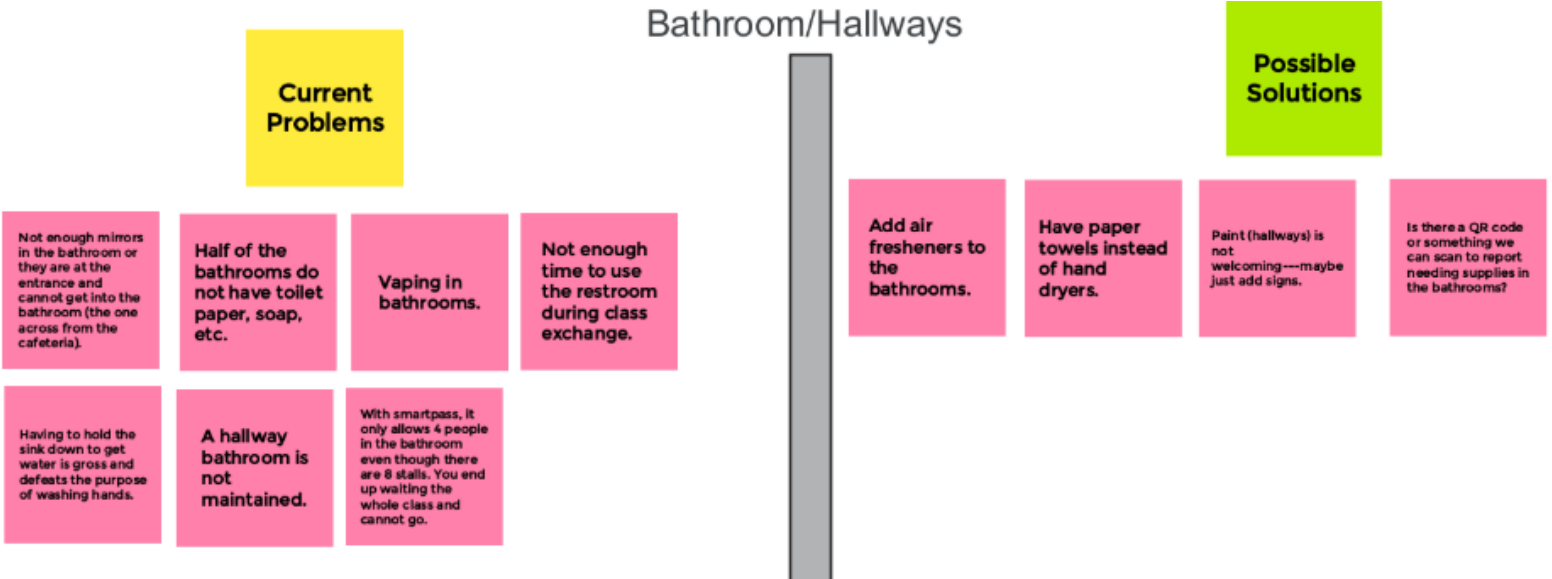 Bathroom/Hallways
Current
Problems
Not enough mirrors
in the bathroom or
they are at the
entrance and
cannot get into the
bathroom (the one
across from the
cafeteria).
Half of the
bathrooms do
not have toilet
paper, soap,
etc.
Vaping in
bathrooms.
Not enough
time to use
the restroom
during class
exchange.
Having to hold the
sink down to get
water is gross and
defeats the purpose
of washing hands.
A hallway
bathroom is
not
maintained.
With smartpass, it
only allows 4 people
in the bathroom
even though there
are 8 stalls. You end
up waiting the
whole class and
cannot go.
Possible
Solutions
Add air
fresheners to
the
bathrooms.
Have paper
towels instead
of hand
dryers.
Paint (hallways) is
not
welcoming---maybe
just add signs.
Is there a QR code
or something we
can scan to report
needing supplies in
the bathrooms?